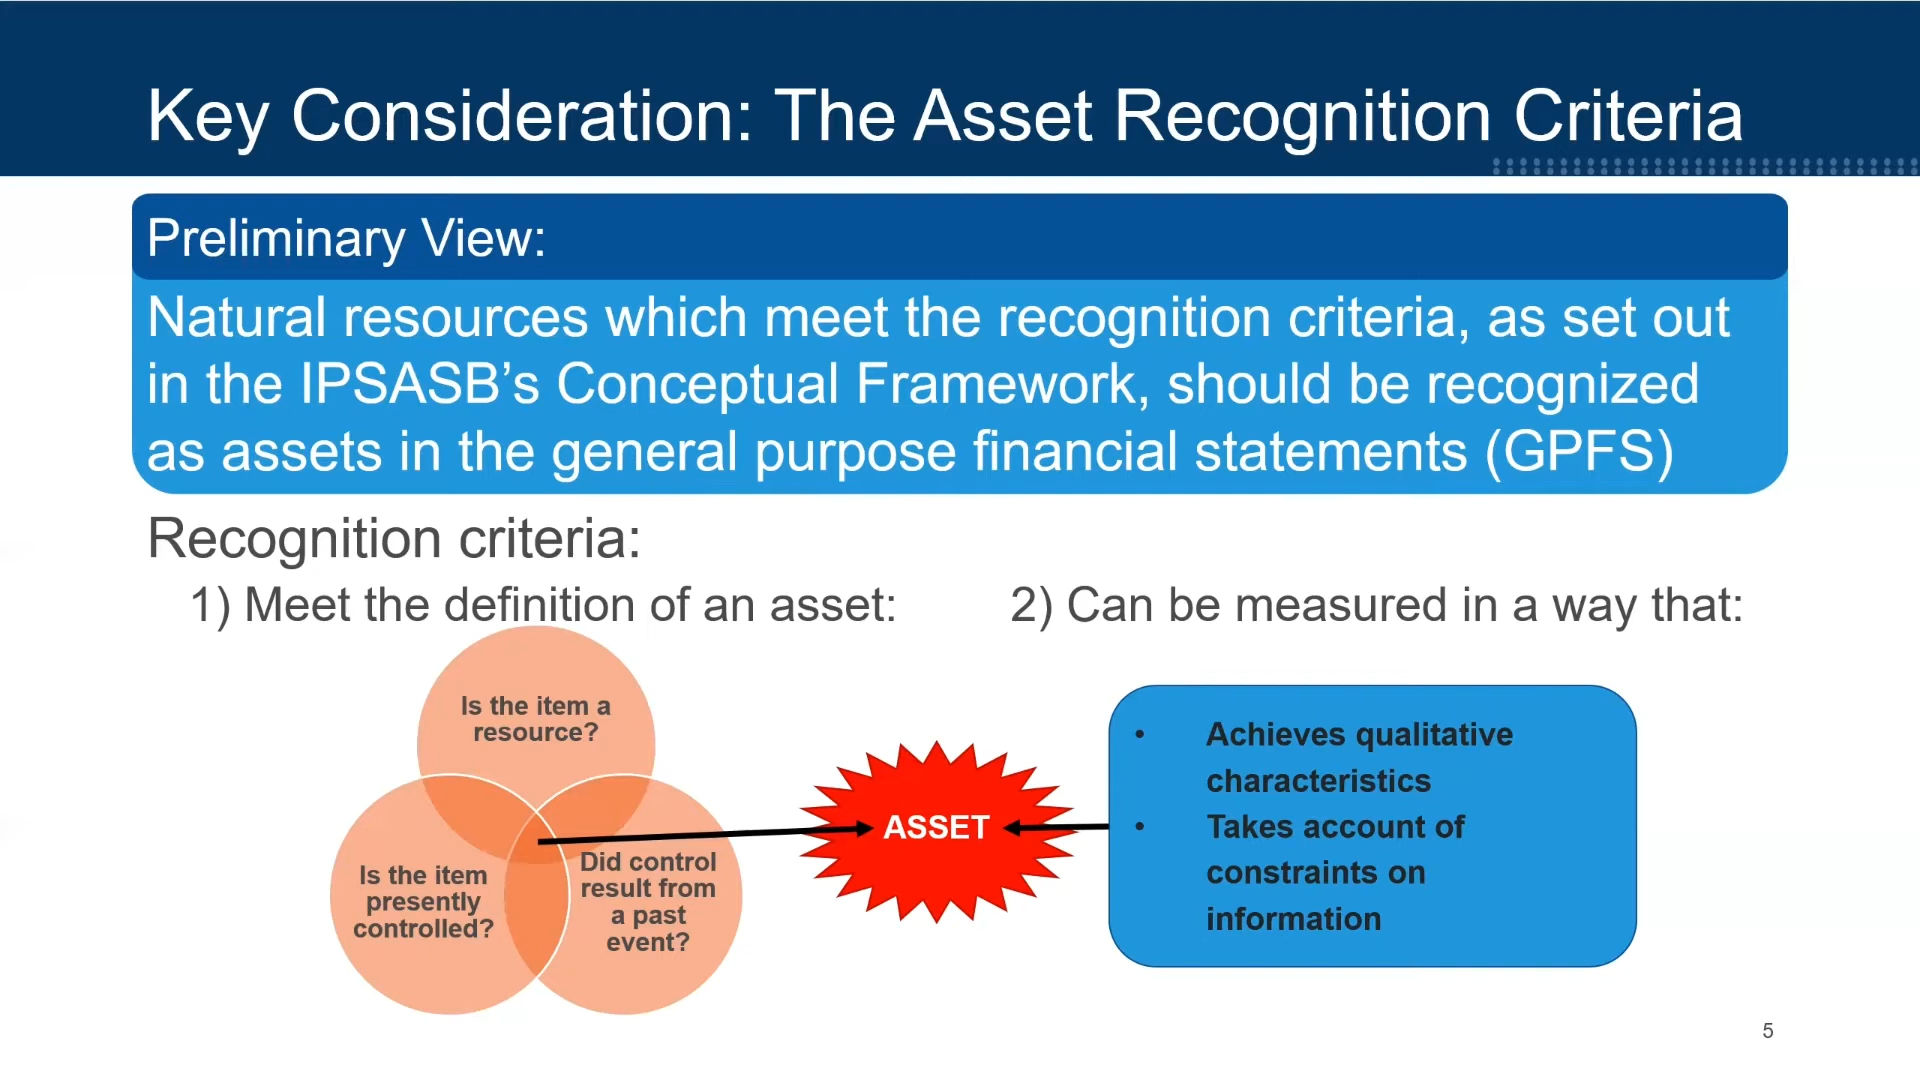 Key Consideration: The Asset Recognition Criteria
Preliminary View:
Natural resources which meet the recognition criteria, as set out
in the IPSASB’s Conceptual Framework, should be recognized
as assets in the general purpose financial statements (GPFS)
Recognition criteria:
1) Meet the definition of an asset:
Is the item a
resource?
Is the item
presently
controlled?
Did control
result from
a past
event?
ASSET
2) Can be measured in a way that:
• Achieves qualitative
characteristics
• Takes account of
constraints on
information
5